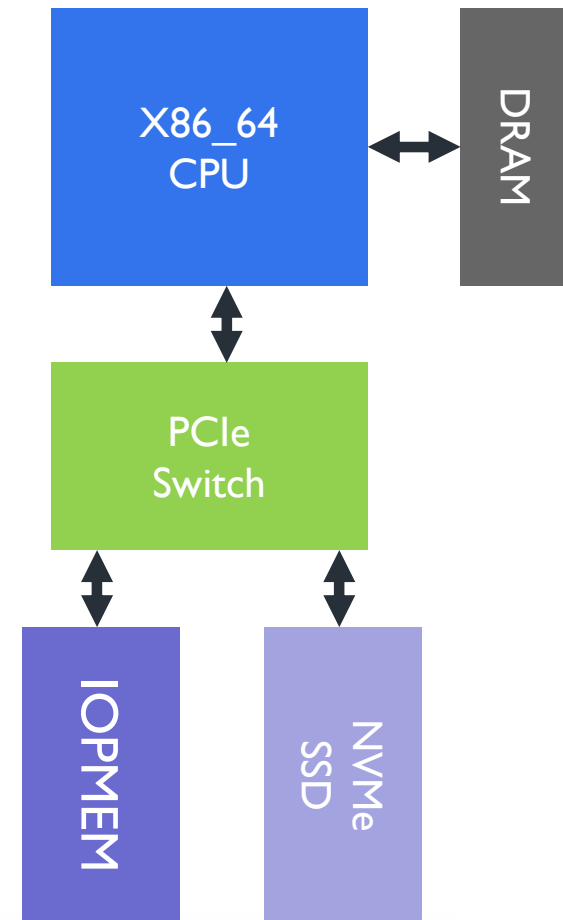 X86_64
CPU
DRAM
PCIe
Switch
IOPMEM
NVMe
SSD